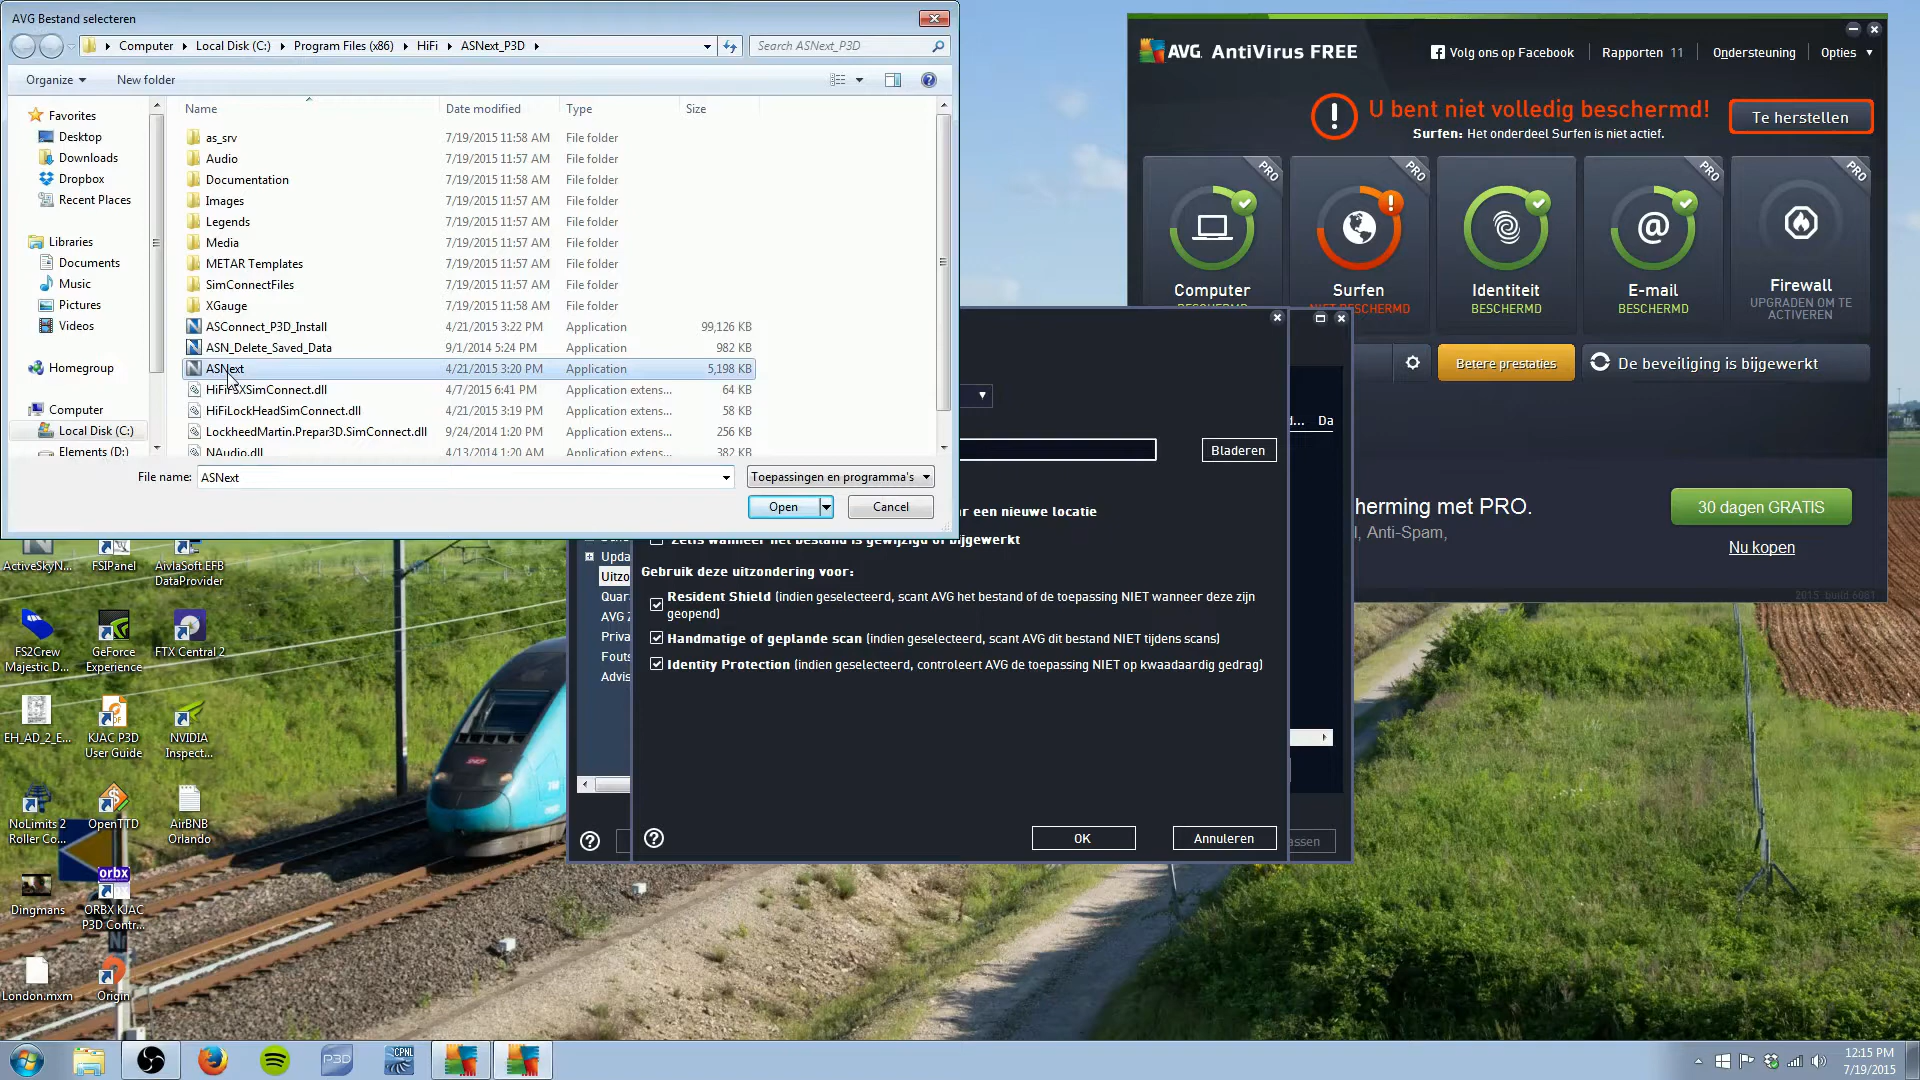 AVG Bestand selecteren
Computer
Local Disk (C:)
Program Files (x86)
HiFi
ASNext_P3D
Search ASNext_P3D
Organize
New folder
Favorites
Desktop
Downloads
Dropbox
Recent Places
Libraries
Documents
Music
Pictures
Videos
Homegroup
Computer
Local Disk (C:)
Elements (D:)
Name Date modified Type Size
as_srv 7/19/2015 11:58 AM File folder
Audio 7/19/2015 11:57 AM File folder
Documentation 7/19/2015 11:58 AM File folder
Images 7/19/2015 11:57 AM File folder
Legends 7/19/2015 11:57 AM File folder
Media 7/19/2015 11:57 AM File folder
METAR Templates 7/19/2015 11:57 AM File folder
SimConnectFiles 7/19/2015 11:57 AM File folder
XGauge 7/19/2015 11:58 AM File folder
ASConnect_P3D_Install 4/21/2015 3:22 PM Application 99,126 KB
ASN_Delete_Saved_Data 9/1/2014 5:24 PM Application 982 KB
ASNext 4/21/2015 3:20 PM Application 5,198 KB
4/7/2015 6:41 PM Application extens... 64 KB
HiFiLockHeadSimConnect.dll 4/21/2015 3:19 PM Application extens... 58 KB
LockheedMartin.Prepar3D.SimConnect.dll 9/24/2014 1:20 PM Application extens... 256 KB
NAudio.dll 4/13/2014 1:20 AM Application extens... 382 KB
File name: ASNext
Toepassingen en programma's
Open
Cancel
AVG. AntiVirus FREE
Volg ons op Facebook
Rapporten 11
Ondersteuning
Opties
U bent niet volledig beschermd!
Surfen: Het onderdeel Surfen is niet actief.
Te herstellen
PRO
PRO
PRO
PRO
Computer
BESCHERMD
Surfen
NIET BESCHERMD
Identiteit
BESCHERMD
E-mail
BESCHERMD
Firewall
UPGRADEN OM TE
ACTIVEREN
Betere prestaties
De beveiliging is bijgewerkt
herming met PRO.
l, Anti-Spam,
30 dagen GRATIS
Nu kopen
2015 build 6081
Da
Bladeren
ar een nieuwe locatie
Zelfs wanneer het bestand is gewijzigd of bijgewerkt
Gebruik deze uitzondering voor:
Resident Shield (indien geselecteerd, scant AVG het bestand of de toepassing NIET wanneer deze zijn
geopend)
Handmatige of geplande scan (indien geselecteerd, scant AVG dit bestand NIET tijdens scans)
Identity Protection (indien geselecteerd, controleert AVG de toepassing NIET op kwaadaardig gedrag)
OK
Annuleren
assen
Upda
Uitzo
Quar
AVG
Priva
Fouts
Advis
ActiveSkyN...
FSIPanel
AivlaSoft EFB
DataProvider
FS2Crew
Majestic D...
GeForce
Experience
FTX Central 2
EH_AD_2_E...
KJAC P3D
User Guide
NVIDIA
Inspect...
NoLimits 2
Roller Co...
OpenTTD
AirBNB
Orlando
orbx
Dingmans
ORBX KJAC
P3D Contr...
London.mxm
Origin
P3D
CPNL
12:15 PM
7/19/2015